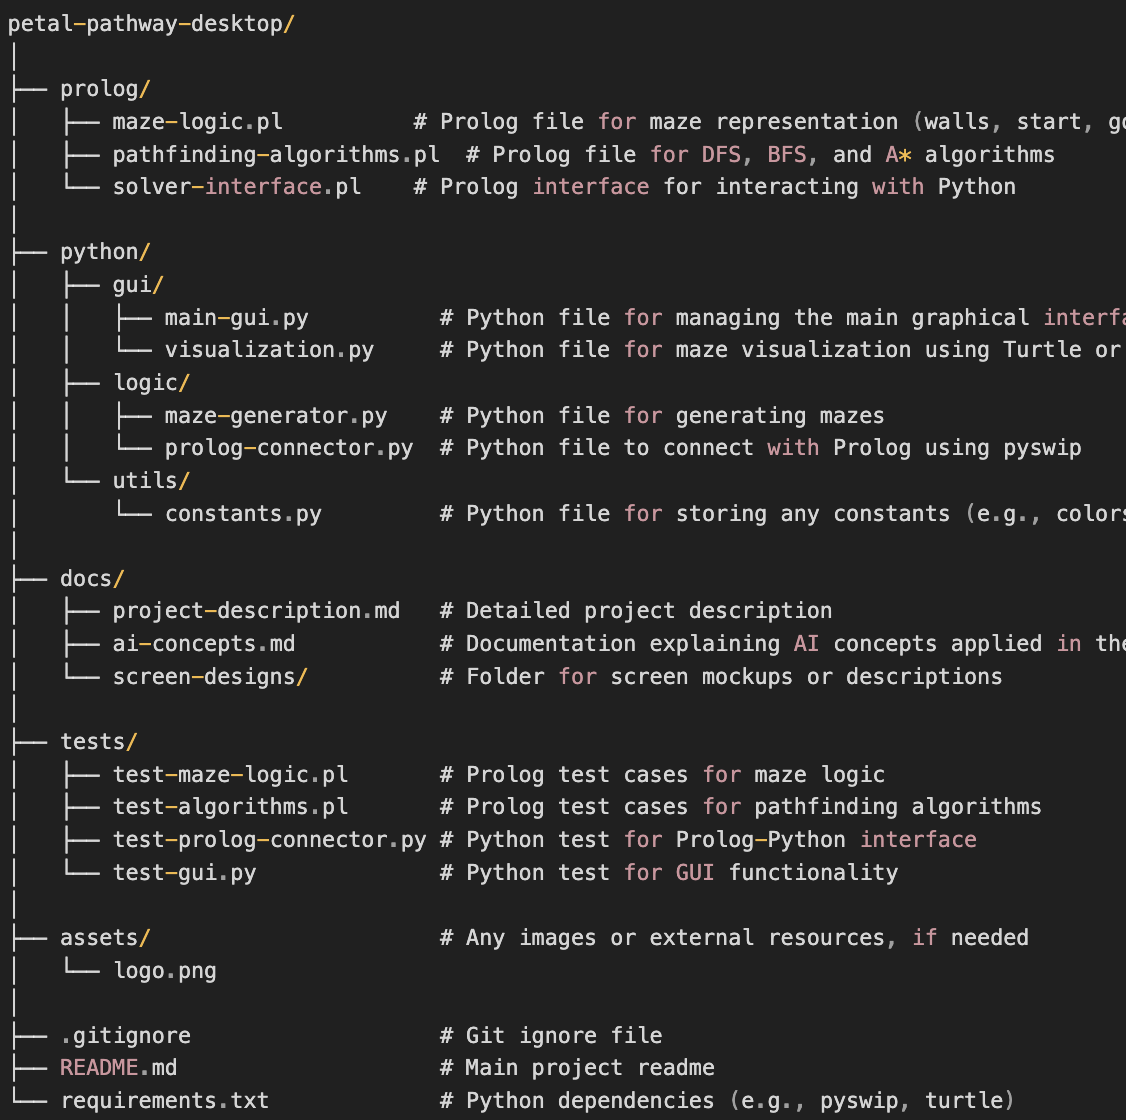 petal-pathway-desktop/
│
├── prolog/
│   ├── maze-logic.pl          # Prolog file for maze representation (walls, start, go
│   ├── pathfinding-algorithms.pl  # Prolog file for DFS, BFS, and A* algorithms
│   └── solver-interface.pl    # Prolog interface for interacting with Python
│
├── python/
│   ├── gui/
│   │   ├── main-gui.py          # Python file for managing the main graphical interfa
│   │   └── visualization.py     # Python file for maze visualization using Turtle or
│   ├── logic/
│   │   ├── maze-generator.py    # Python file for generating mazes
│   │   └── prolog-connector.py  # Python file to connect with Prolog using pyswip
│   └── utils/
│       └── constants.py         # Python file for storing any constants (e.g., colors
│
├── docs/
│   ├── project-description.md   # Detailed project description
│   ├── ai-concepts.md           # Documentation explaining AI concepts applied in the
│   └── screen-designs/          # Folder for screen mockups or descriptions
│
├── tests/
│   ├── test-maze-logic.pl       # Prolog test cases for maze logic
│   ├── test-algorithms.pl       # Prolog test cases for pathfinding algorithms
│   ├── test-prolog-connector.py # Python test for Prolog-Python interface
│   └── test-gui.py              # Python test for GUI functionality
│
├── assets/                      # Any images or external resources, if needed
│   └── logo.png
│
├── .gitignore                   # Git ignore file
├── README.md                    # Main project readme
└── requirements.txt             # Python dependencies (e.g., pyswip, turtle)